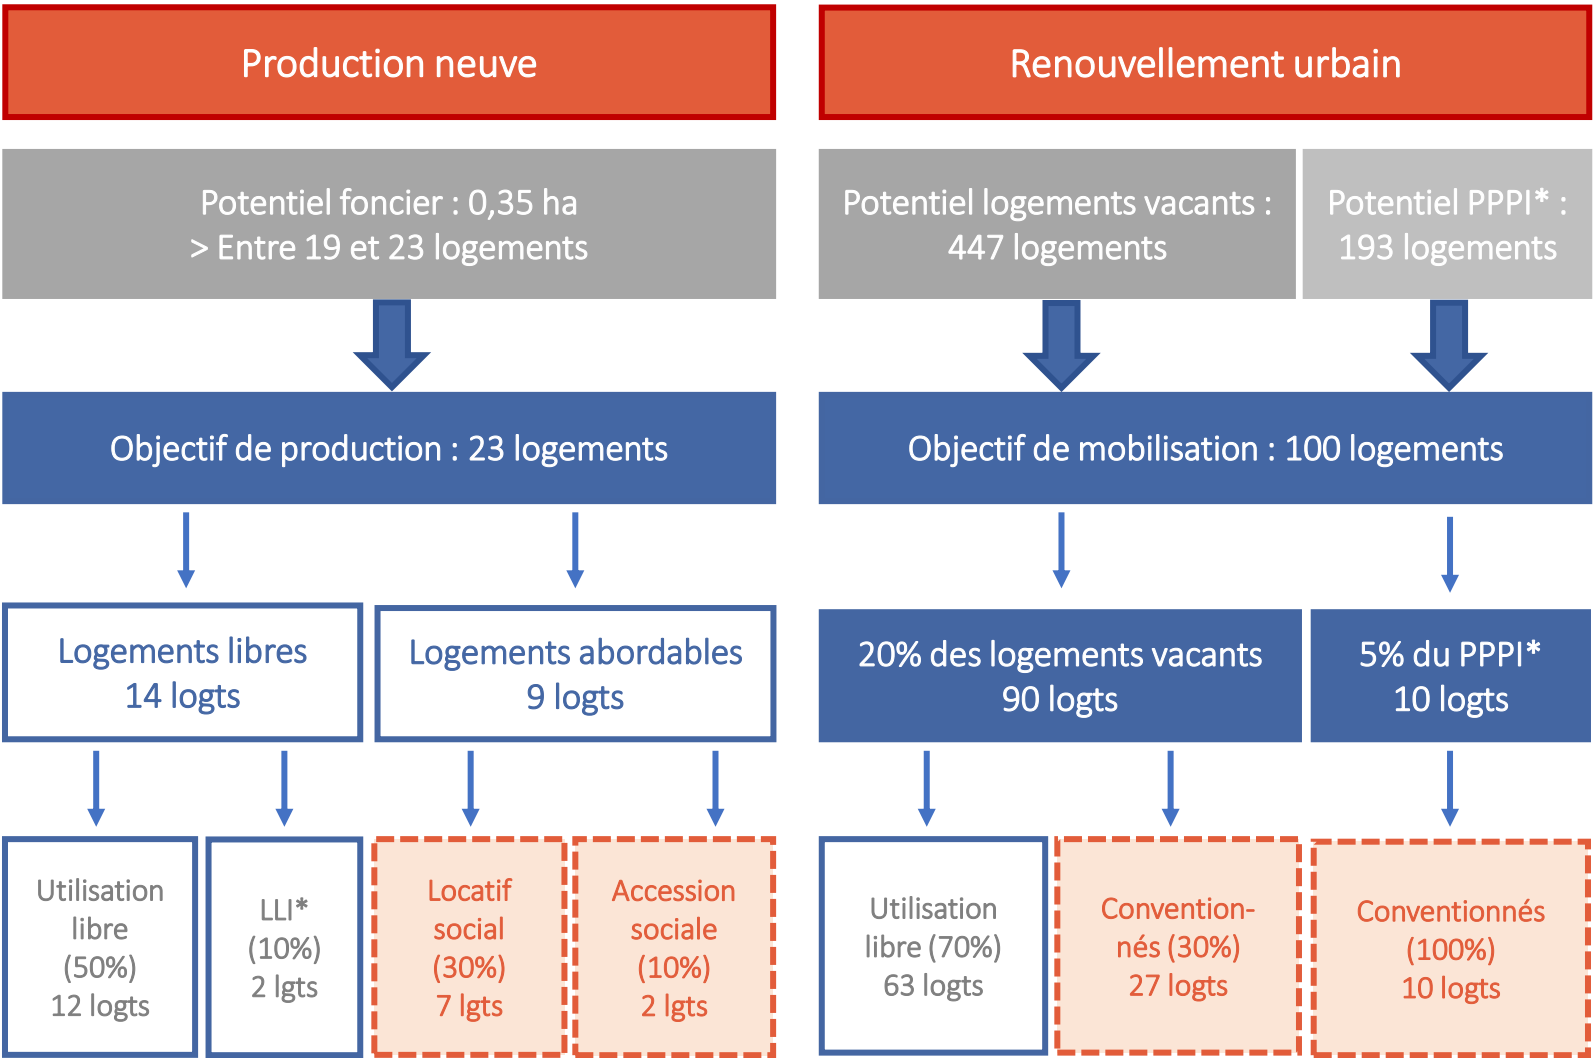 Production neuve
Renouvellement urbain
Potentiel foncier : 0,35 ha
> Entre 19 et 23 logements
Potentiel logements vacants :
447 logements
Potentiel PPPI* :
193 logements
Objectif de production : 23 logements
Objectif de mobilisation : 100 logements
Logements libres
14 logts
Logements abordables
9 logts
20% des logements vacants
90 logts
5% du PPPI*
10 logts
Utilisation
libre
(50%)
12 logts
LLI*
(10%)
2 lgts
Locatif
social
(30%)
7 lgts
Accession
sociale
(10%)
2 lgts
Utilisation
libre (70%)
63 logts
Convention-
nés (30%)
27 logts
Conventionnés
(100%)
10 logts